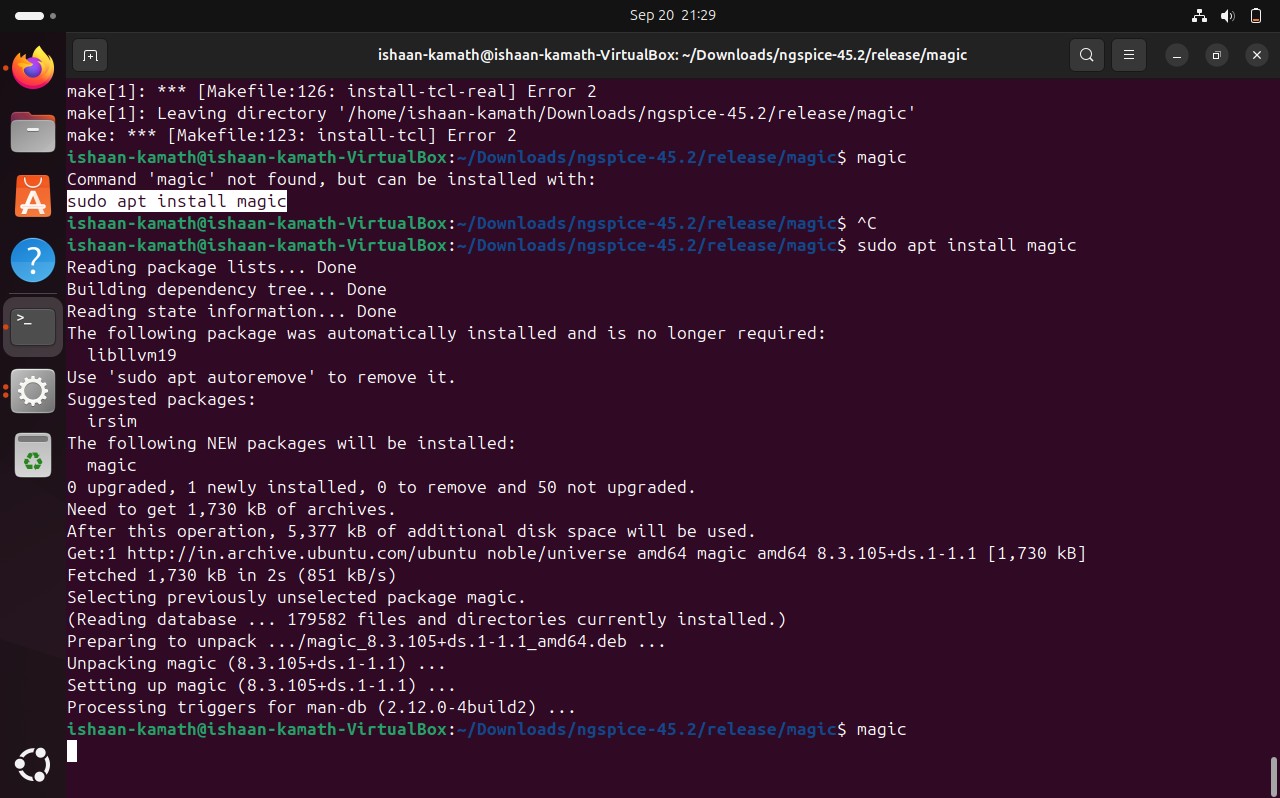 Sep 20 21:29
ishaan-kamath@ishaan-kamath-VirtualBox: ~/Downloads/ngspice-45.2/release/magic
make[1]: *** [Makefile:126: install-tcl-real] Error 2
make[1]: Leaving directory '/home/ishaan-kamath/Downloads/ngspice-45.2/release/magic'
make: *** [Makefile:123: install-tcl] Error 2
ishaan-kamath@ishaan-kamath-VirtualBox:~/Downloads/ngspice-45.2/release/magic$ magic
Command 'magic' not found, but can be installed with:
sudo apt install magic
ishaan-kamath@ishaan-kamath-VirtualBox:~/Downloads/ngspice-45.2/release/magic$ ^C
ishaan-kamath@ishaan-kamath-VirtualBox:~/Downloads/ngspice-45.2/release/magic$ sudo apt install magic
Reading package lists... Done
Building dependency tree... Done
Reading state information... Done
The following package was automatically installed and is no longer required:
  libllvm19
Use 'sudo apt autoremove' to remove it.
Suggested packages:
  irsim
The following NEW packages will be installed:
  magic
0 upgraded, 1 newly installed, 0 to remove and 50 not upgraded.
Need to get 1,730 kB of archives.
After this operation, 5,377 kB of additional disk space will be used.
Get:1 http://in.archive.ubuntu.com/ubuntu noble/universe amd64 magic amd64 8.3.105+ds.1-1.1 [1,730 kB]
Fetched 1,730 kB in 2s (851 kB/s)
Selecting previously unselected package magic.
(Reading database ... 179582 files and directories currently installed.)
Preparing to unpack .../magic_8.3.105+ds.1-1.1_amd64.deb ...
Unpacking magic (8.3.105+ds.1-1.1) ...
Setting up magic (8.3.105+ds.1-1.1) ...
Processing triggers for man-db (2.12.0-4build2) ...
ishaan-kamath@ishaan-kamath-VirtualBox:~/Downloads/ngspice-45.2/release/magic$ magic